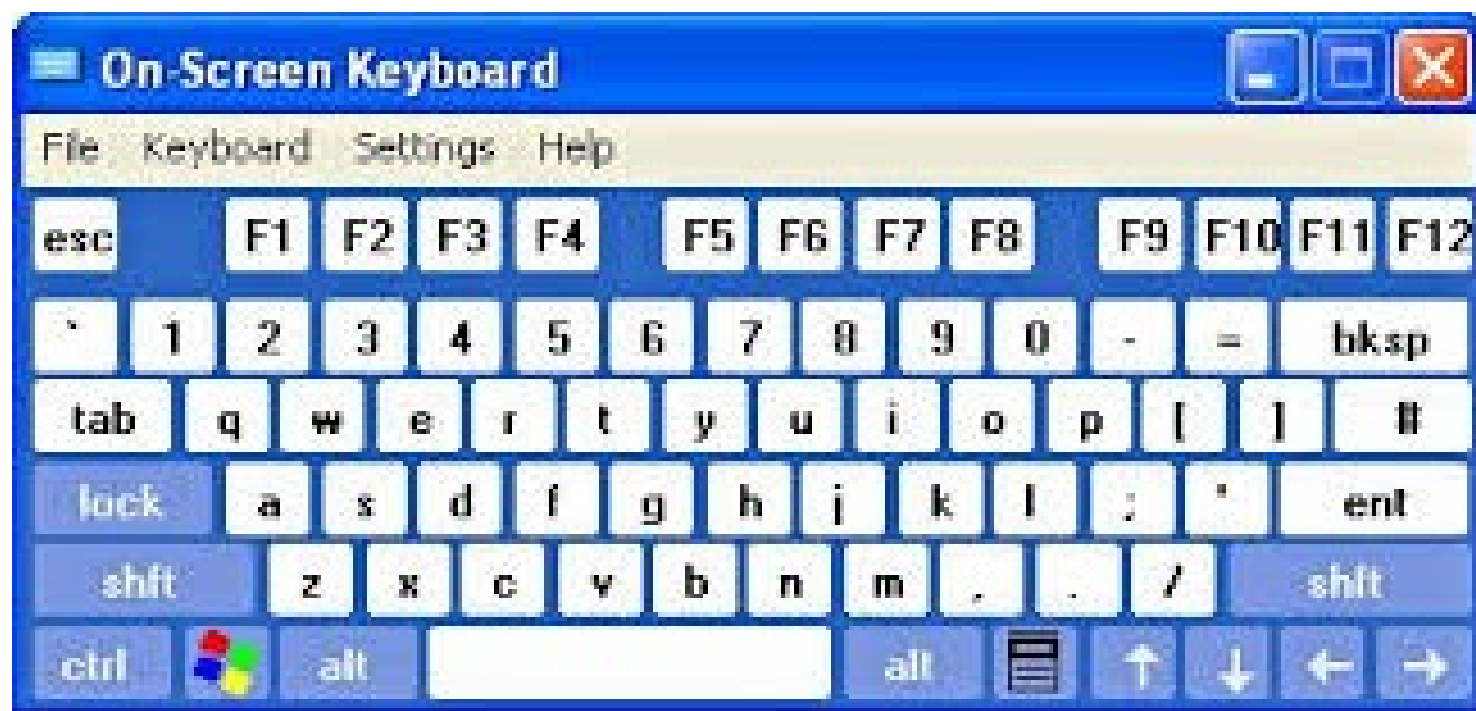 On-Screen Keyboard
File Keyboard Settings Help
esc F1 F2 F3 F4 F5 F6 F7 F8 F9 F10 F11 F12
` 1 2 3 4 5 6 7 8 9 0 - = bksp
tab q w e r t y u i o p [ ] #
lock a s d f g h j k l ; ' ent
shft z x c v b n m , . / shft
ctrl alt alt ↑ ↓ ← →